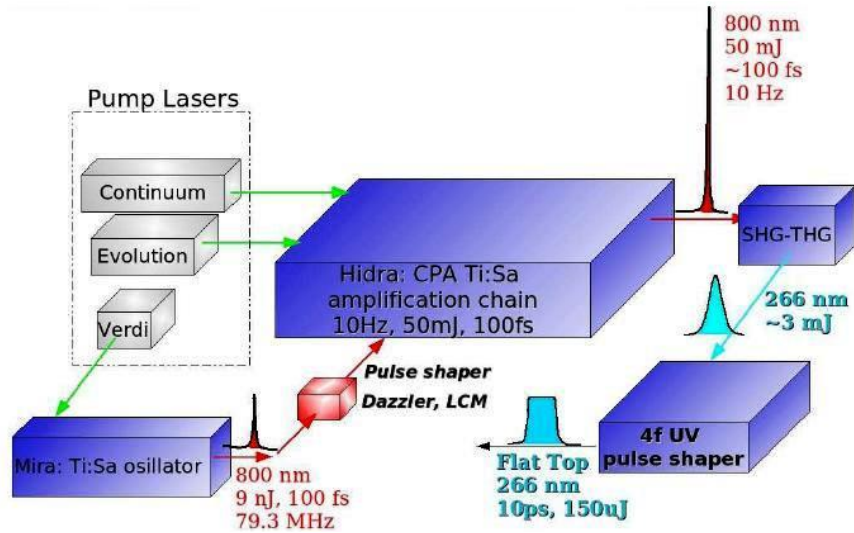 800 nm
50 mJ
~100 fs
10 Hz
Pump Lasers
Continuum
Evolution
Verdi
SHG-THG
Hidra: CPA Ti:Sa
amplification chain
10Hz, 50mJ, 100fs
266 nm
~3 mJ
Pulse shaper
Dazzler, LCM
Mira: Ti:Sa osillator
800 nm
9 nJ, 100 fs
79.3 MHz
4f UV
pulse shaper
Flat Top
266 nm
10ps, 150uJ